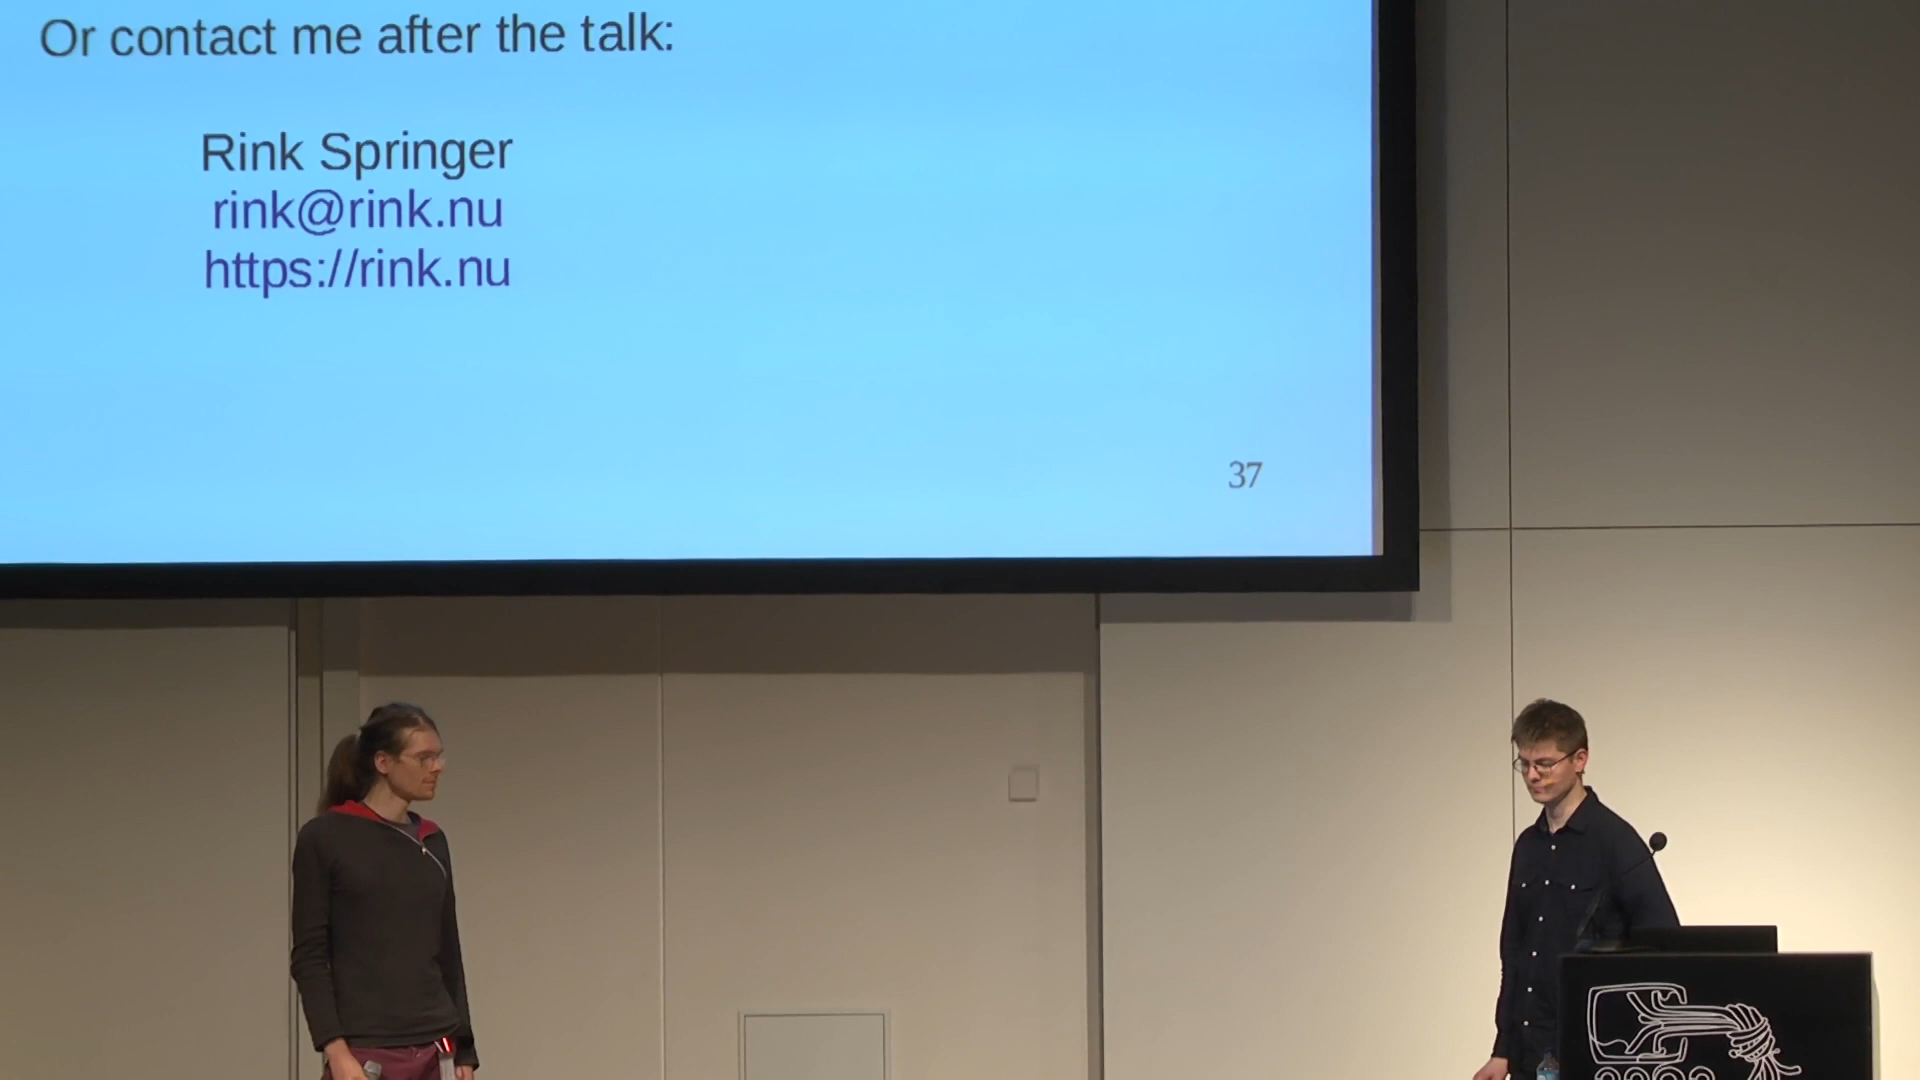 Or contact me after the talk:
Rink Springer
rink@rink.nu
https://rink.nu
37